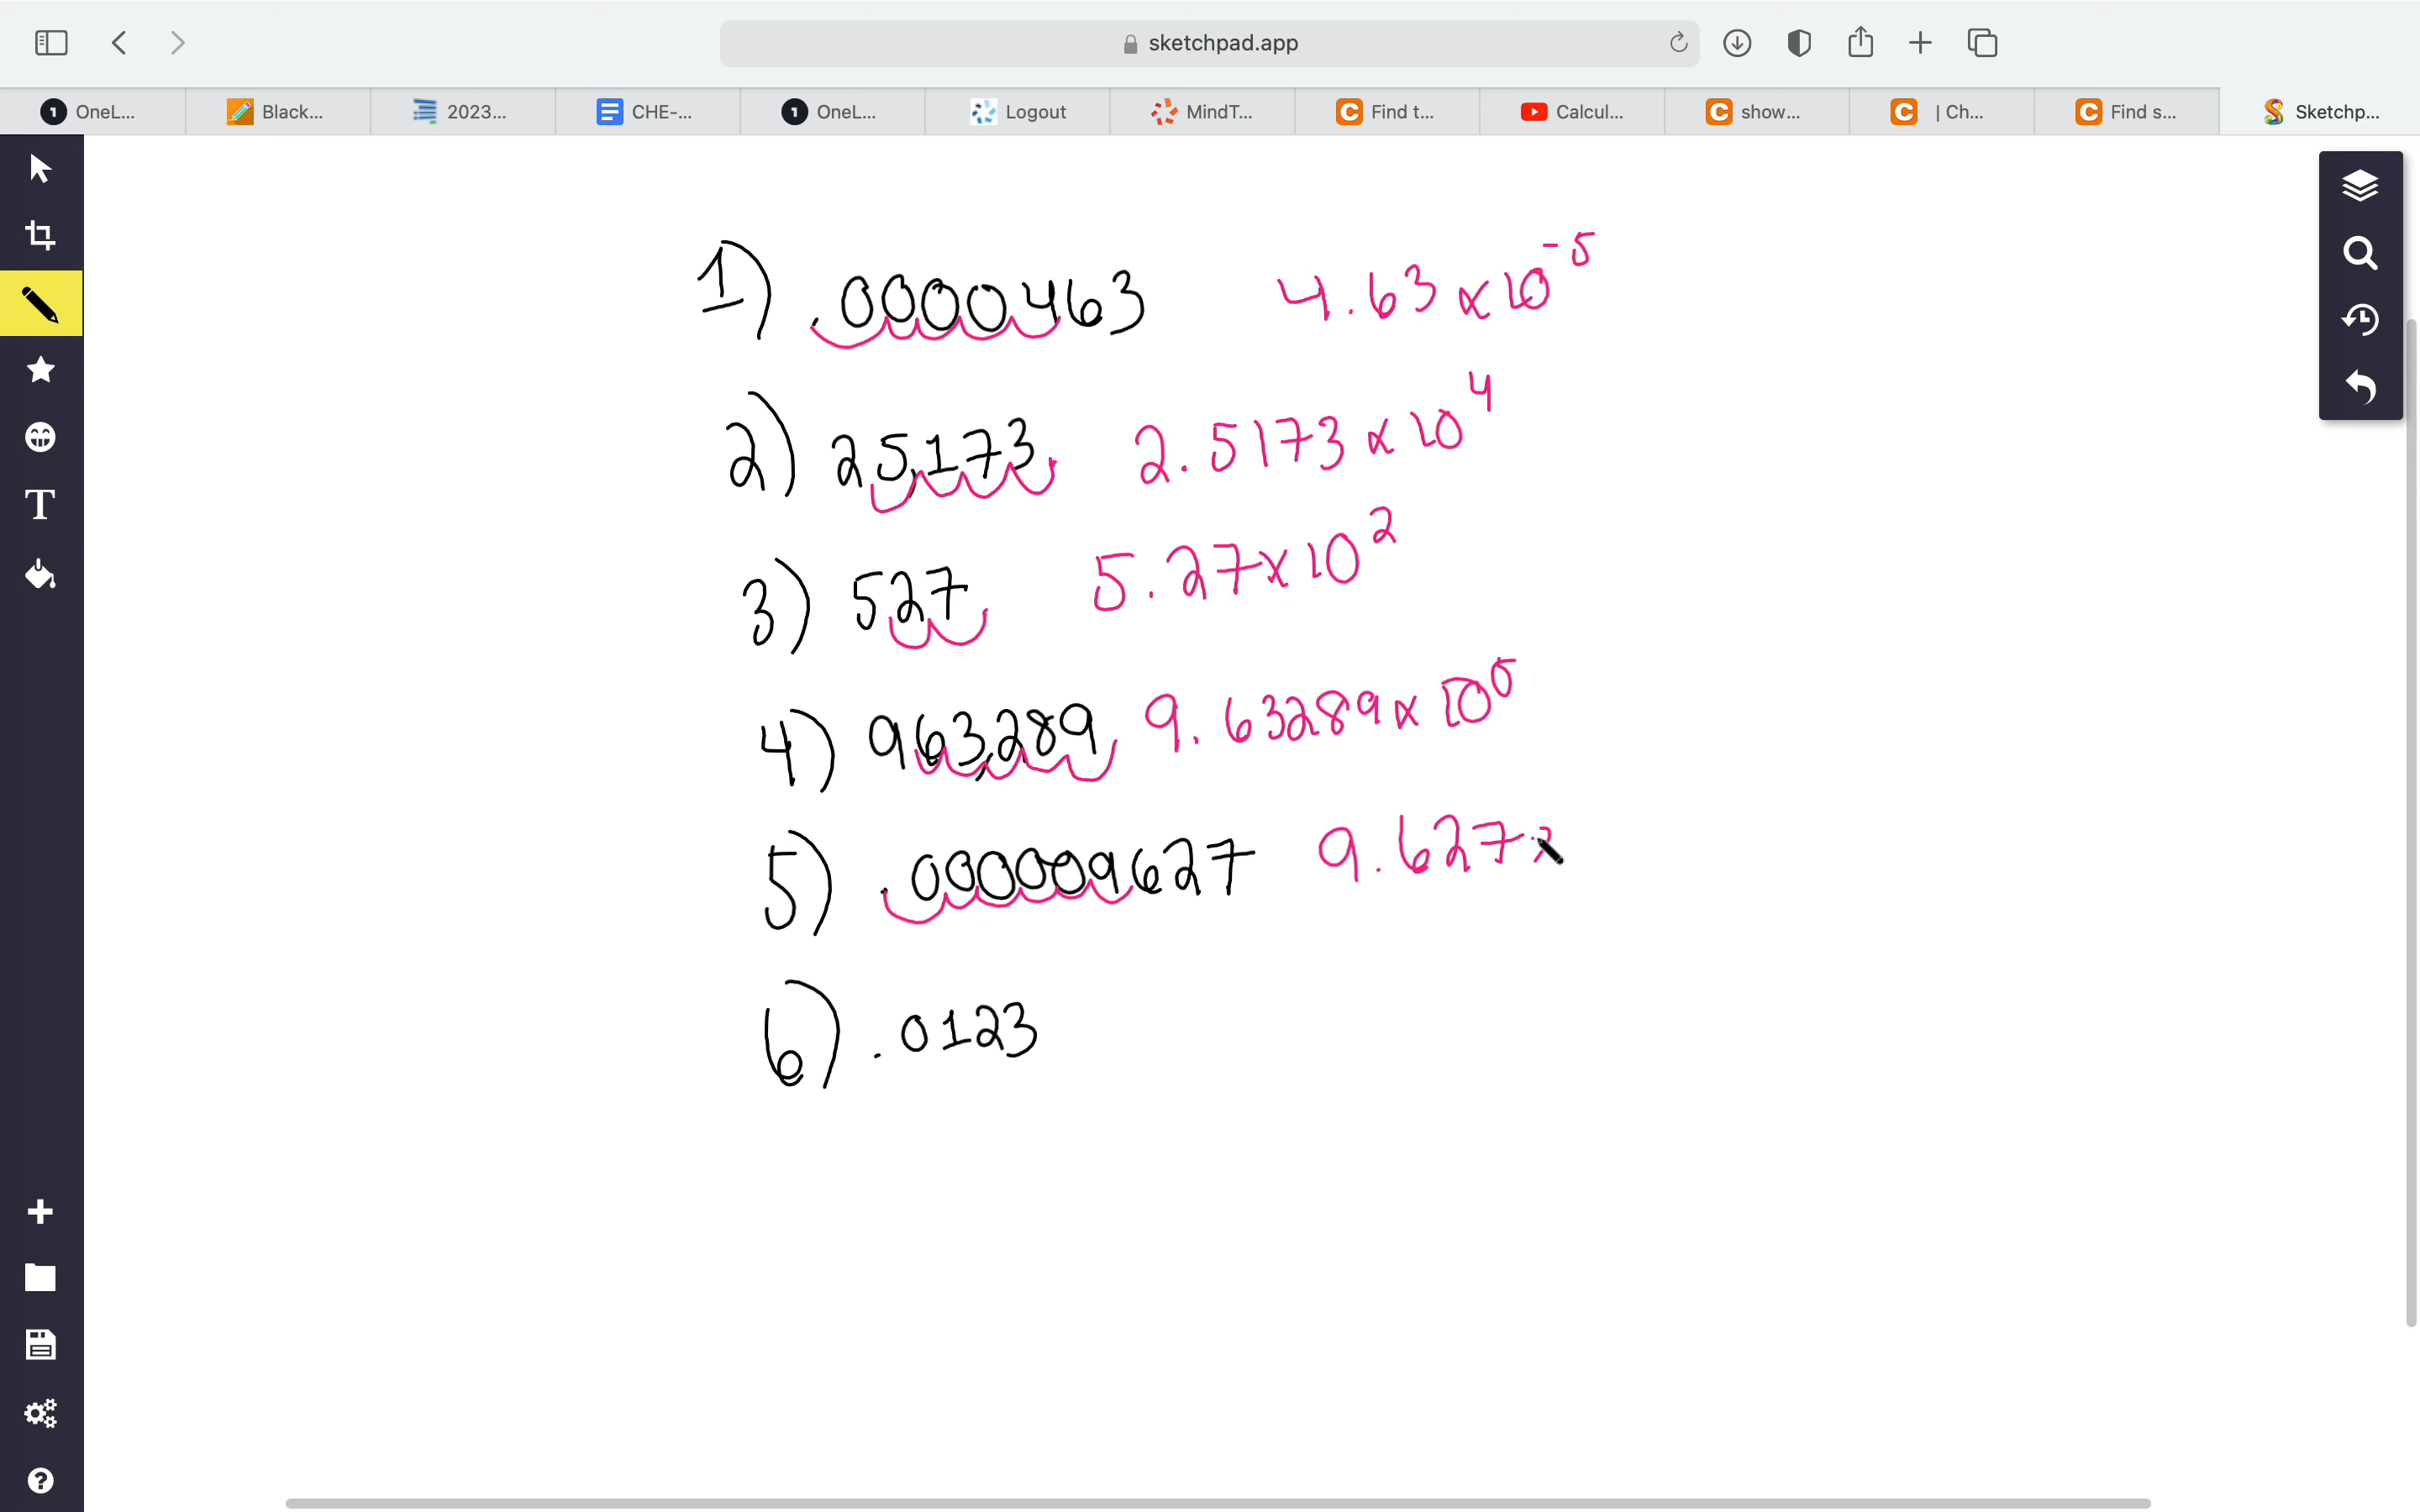 sketchpad.app
OneL... Black... 2023... CHE-... OneL... Logout MindT... Find t... Calcul... show... | Ch... Find s... Sketchp...
1) .0000463 4.63 x 10^-5
2) 25,173 2.5173 x 10^4
3) 527 5.27 x 10^2
4) 963,289 9.63289 x 10^5
5) .000009627 9.627
6) .0123